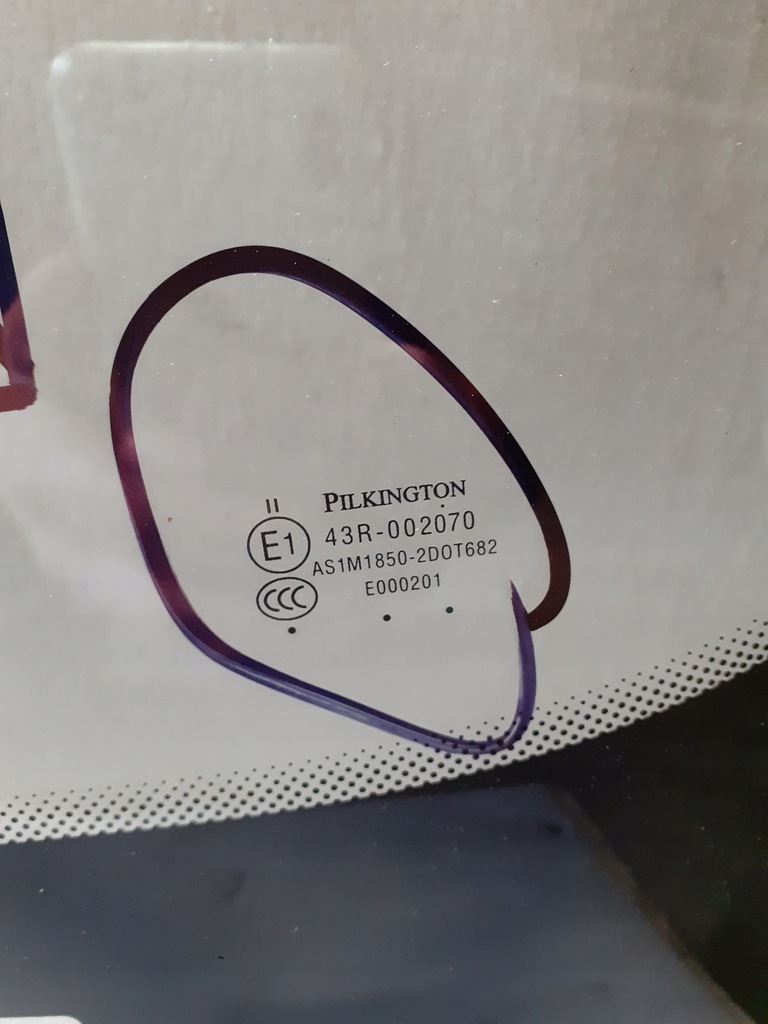 PILKINGTON
II
E1 43R-002070
AS1M1850-2DOT682
CCC E000201